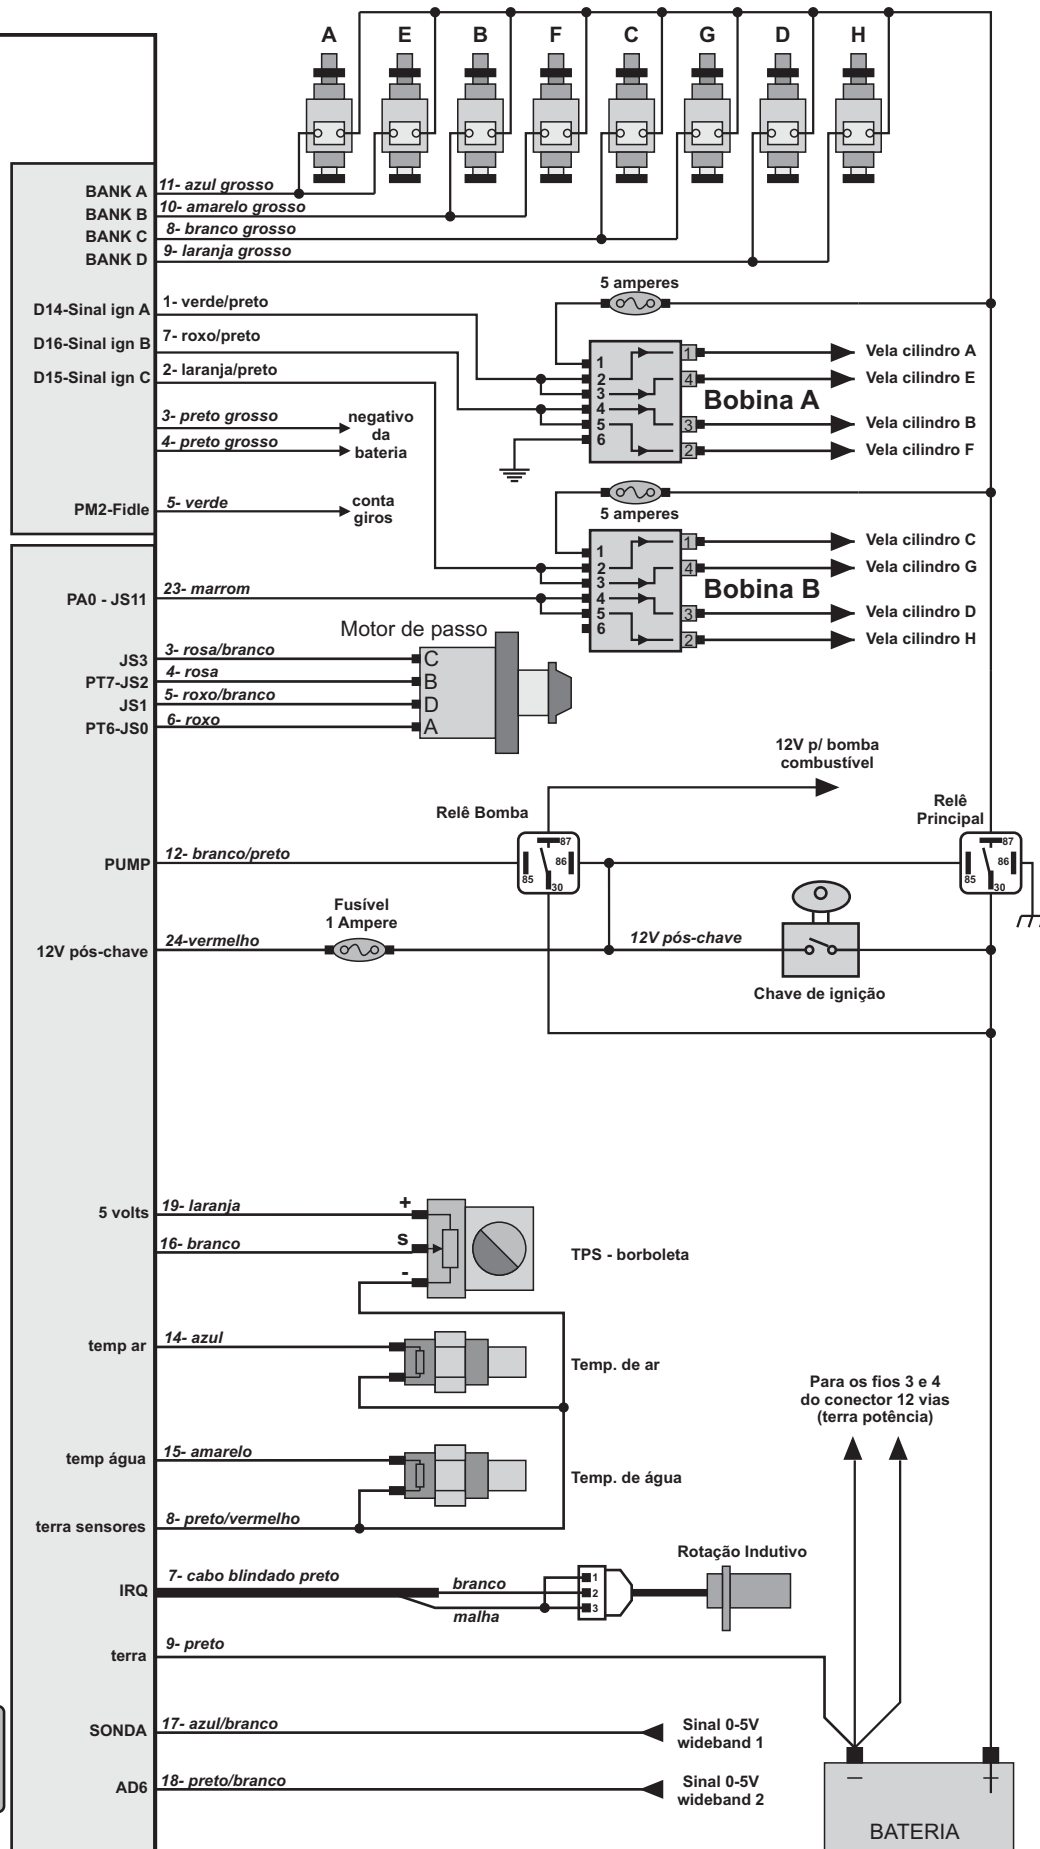 A E B F C G D H
BANK A 11- azul grosso
BANK B 10- amarelo grosso
BANK C 8- branco grosso
BANK D 9- laranja grosso
5 amperes
D14-Sinal ign A 1- verde/preto
D16-Sinal ign B 7- roxo/preto
D15-Sinal ign C 2- laranja/preto
3- preto grosso
4- preto grosso
negativo
da
bateria
PM2-Fidle 5- verde
conta
giros
1
2
3
4
5
6
Bobina A
1 Vela cilindro A
4 Vela cilindro E
3 Vela cilindro B
2 Vela cilindro F
5 amperes
1
2
3
4
5
6
Bobina B
1 Vela cilindro C
4 Vela cilindro G
3 Vela cilindro D
2 Vela cilindro H
PA0 - JS11 23- marrom
Motor de passo
JS3 3- rosa/branco C
PT7-JS2 4- rosa B
JS1 5- roxo/branco D
PT6-JS0 6- roxo A
12V p/ bomba
combustível
Relê Bomba
87
86
85
30
Relê
Principal
87
86
85
30
PUMP 12- branco/preto
Fusível
1 Ampere
12V pós-chave 24-vermelho
12V pós-chave
Chave de ignição
5 volts 19- laranja +
16- branco S
-
TPS - borboleta
temp ar 14- azul
Temp. de ar
temp água 15- amarelo
Temp. de água
terra sensores 8- preto/vermelho
Para os fios 3 e 4
do conector 12 vias
(terra potência)
Rotação Indutivo
IRQ 7- cabo blindado preto
branco
malha
1
2
3
terra 9- preto
SONDA 17- azul/branco
Sinal 0-5V
wideband 1
AD6 18- preto/branco
Sinal 0-5V
wideband 2
— +
BATERIA